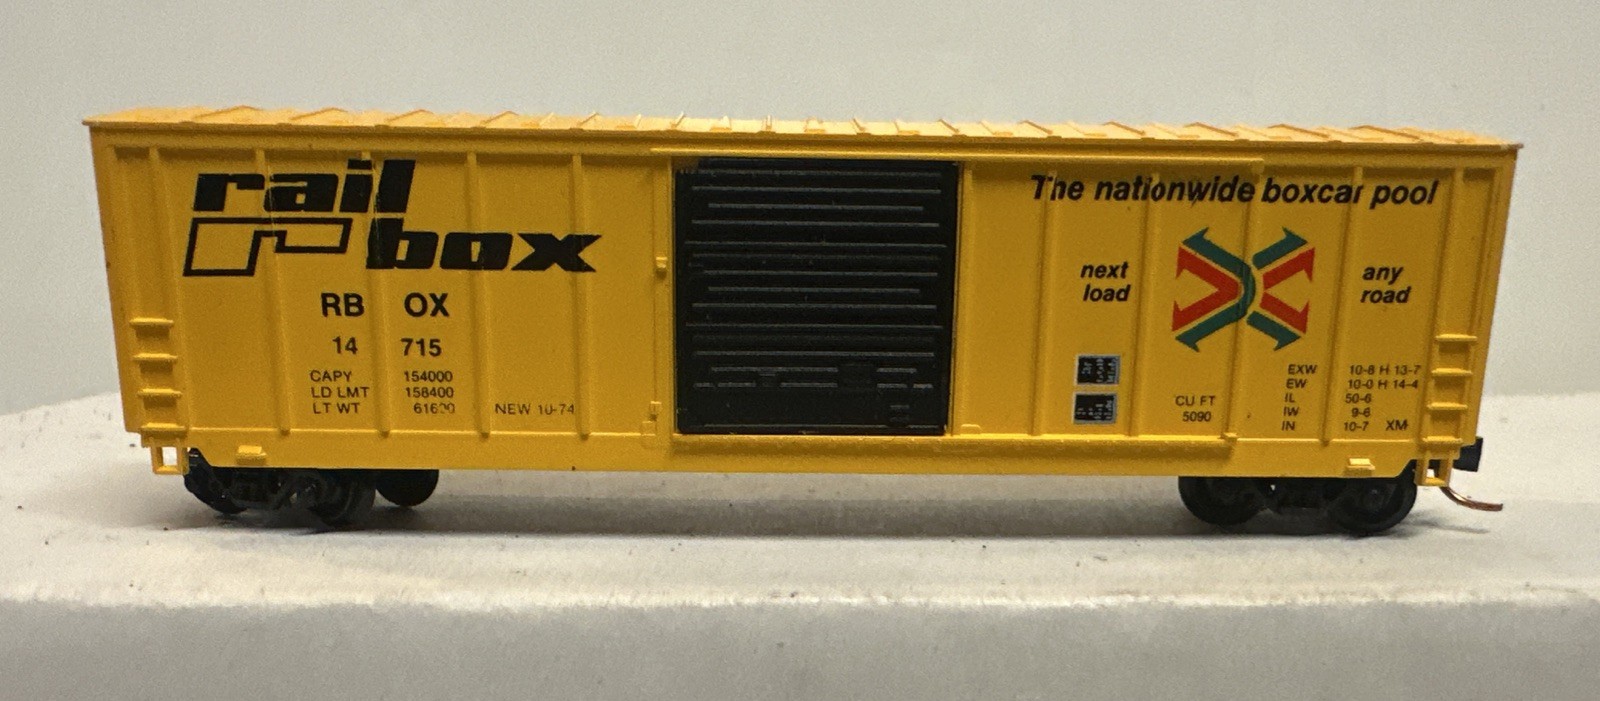 rail
box
RB OX
14 715
CAPY 154000
LD LMT 158400
LT WT 61600 NEW 10-74
The nationwide boxcar pool
next
load
any
road
CU FT
5090
EXW 10-8 H 13-7
EW 10-0 H 14-4
IL 50-6
IW 9-6
IN 10-7 XM